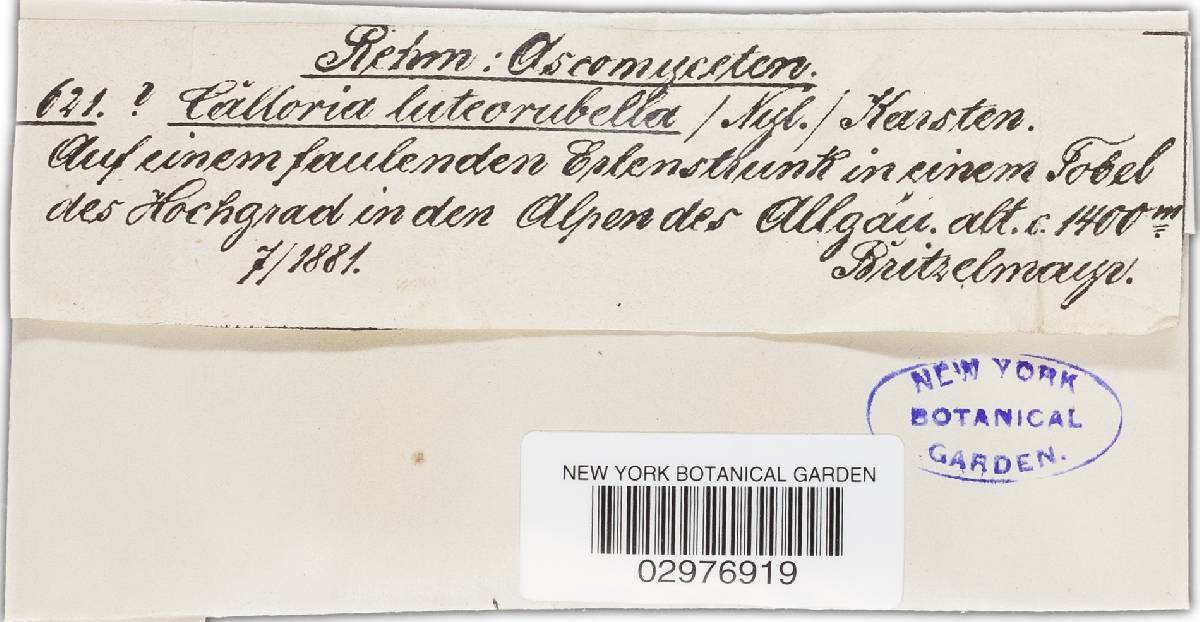 Rehm: Ascomyceten.
621. ? Calloria luteorubella /Nyl./ Karsten.
Auf einem faulenden Erlenstrunk in einem Tobel
des Hochgrad in den Alpen des Allgäu. alt. c. 1400 m
7/1881. Britzelmayr.
NEW YORK
BOTANICAL
GARDEN.
NEW YORK BOTANICAL GARDEN
02976919